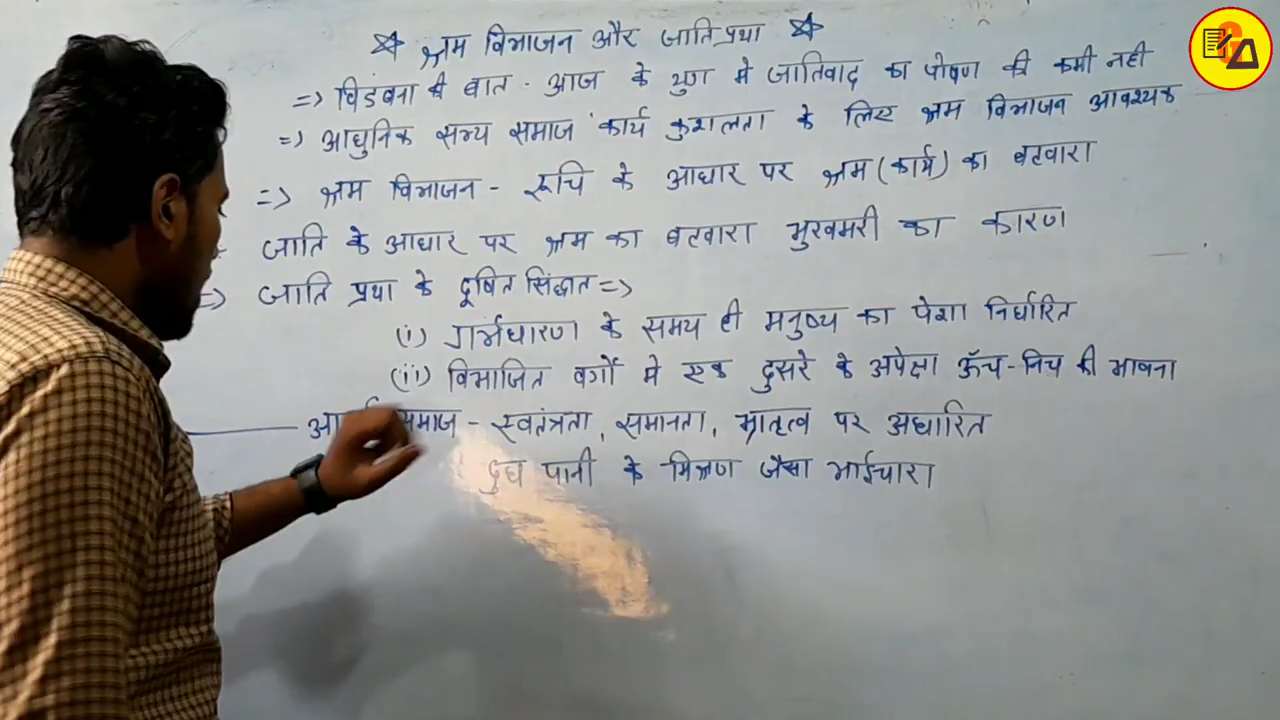 ☆ श्रम विभाजन और जातिप्रथा ☆
=> विडंबना की बात - आज के युग मे जातिवाद का पोषण की कमी नही
=> आधुनिक सभ्य समाज कार्य कुशलता के लिए श्रम विभाजन आवश्यक
=> श्रम विभाजन - रूचि के आधार पर श्रम (कार्य) का बटवारा
जाति के आधार पर श्रम का बटवारा भुखमरी का कारण
=> जाति प्रथा के दूषित सिंद्धात =>
(i) गर्भधारण के समय ही मनुष्य का पेशा निर्धारित
(ii) विभाजित वर्गो मे एक दुसरे के अपेक्षा ऊँच-निच की भावना
समाज - स्वतंत्रता, समानता, भ्रातृत्व पर अधारित
दुध पानी के मिश्रण जैसा भाईचारा